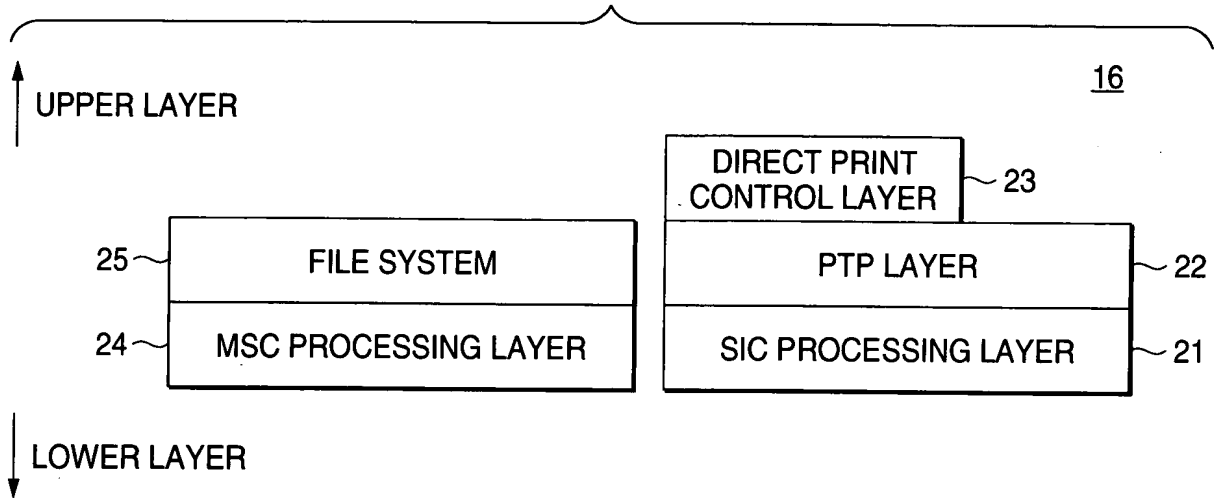 16
UPPER LAYER
DIRECT PRINT
CONTROL LAYER
23
25
FILE SYSTEM
PTP LAYER
22
24
MSC PROCESSING LAYER
SIC PROCESSING LAYER
21
LOWER LAYER